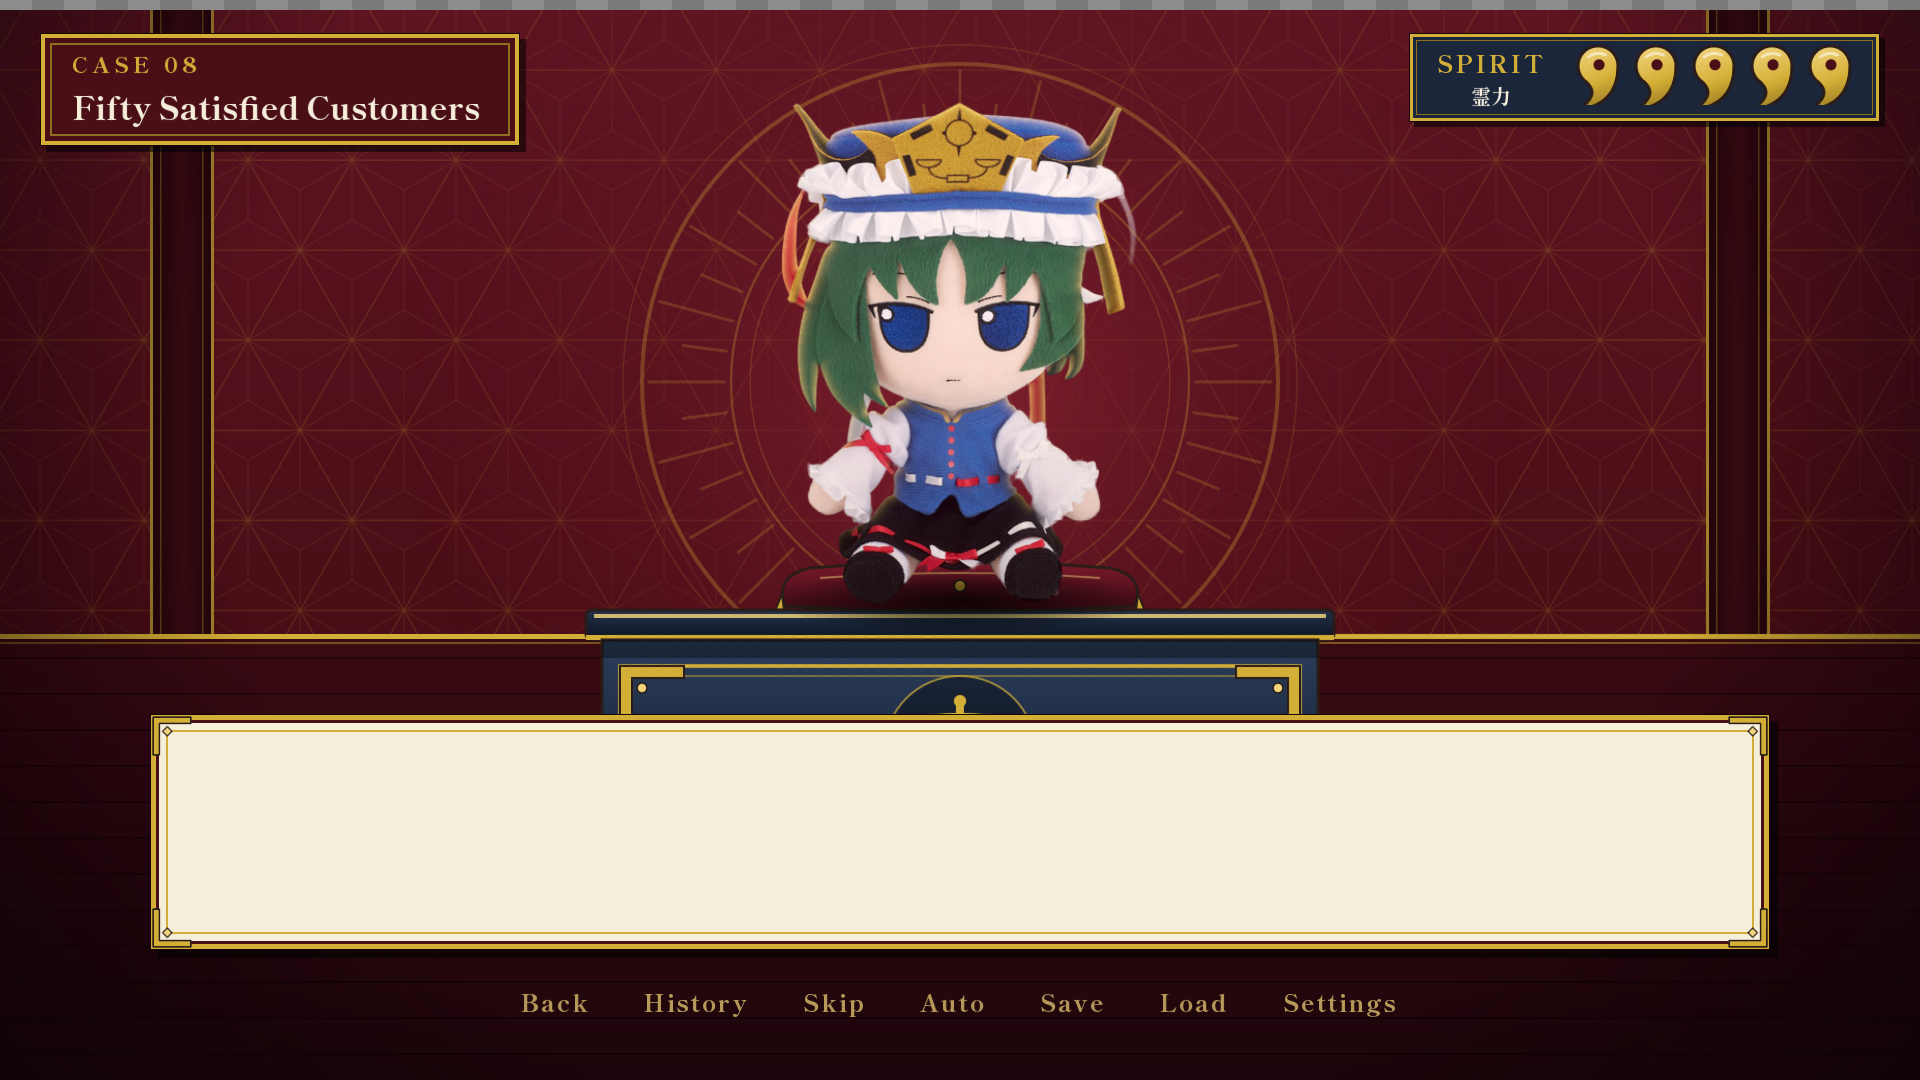 CASE 08
Fifty Satisfied Customers
SPIRIT
霊力
Back
History
Skip
Auto
Save
Load
Settings